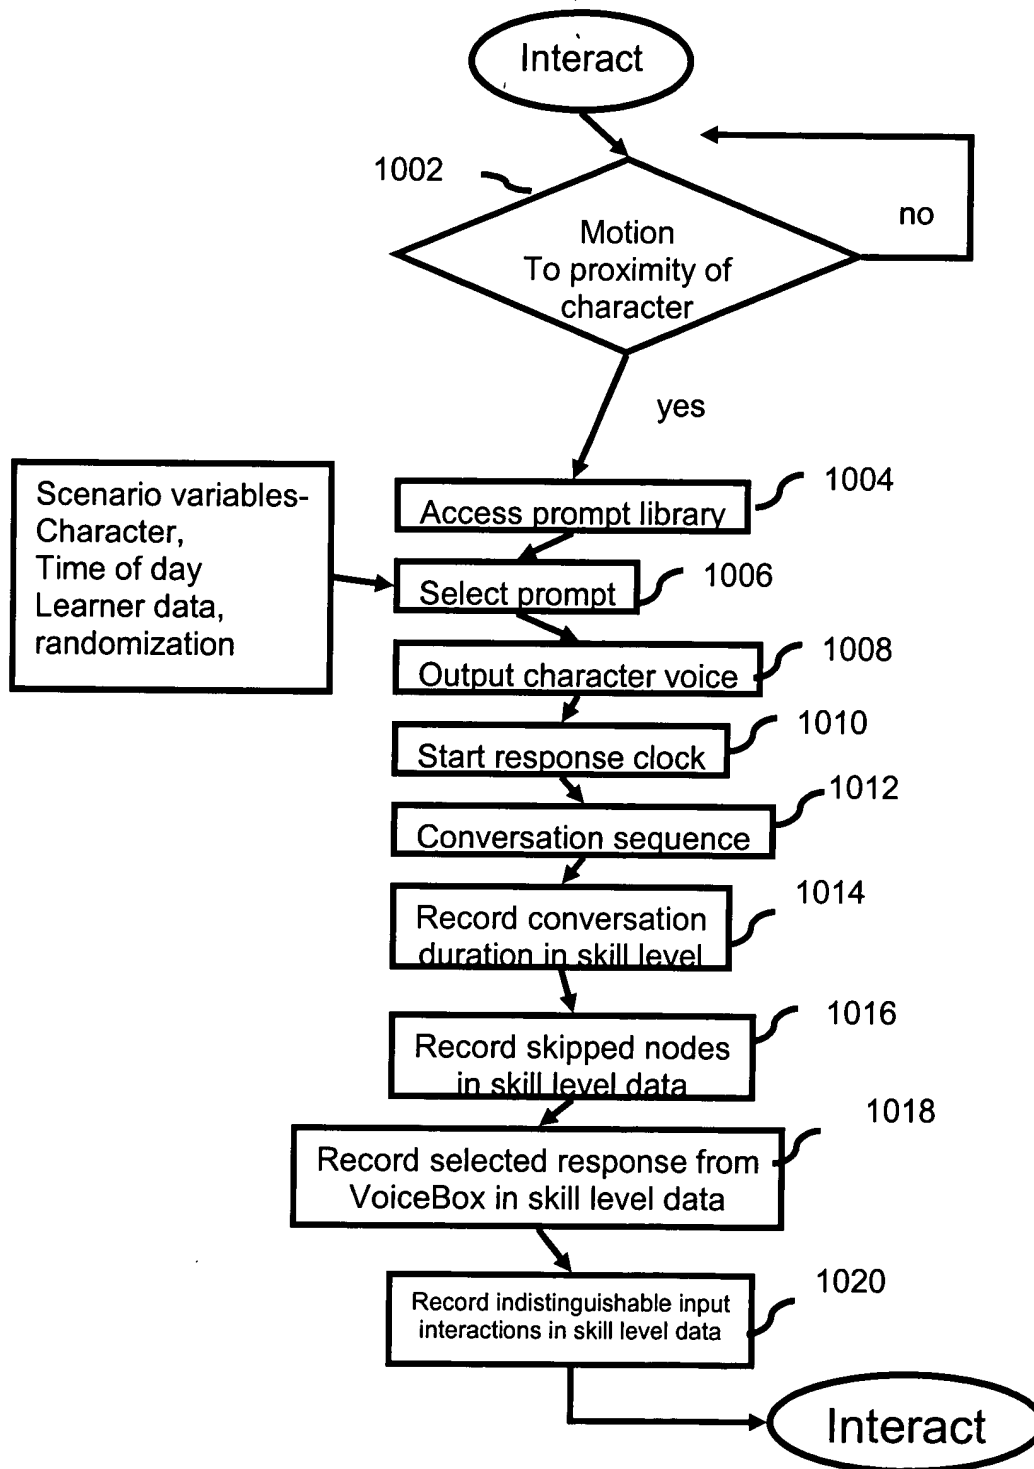 Interact
1002
no
Motion
To proximity of
character
yes
Scenario variables-
Character,
Time of day
Learner data,
randomization
1004
Access prompt library
1006
Select prompt
1008
Output character voice
1010
Start response clock
1012
Conversation sequence
1014
Record conversation
duration in skill level
1016
Record skipped nodes
in skill level data
1018
Record selected response from
VoiceBox in skill level data
1020
Record indistinguishable input
interactions in skill level data
Interact